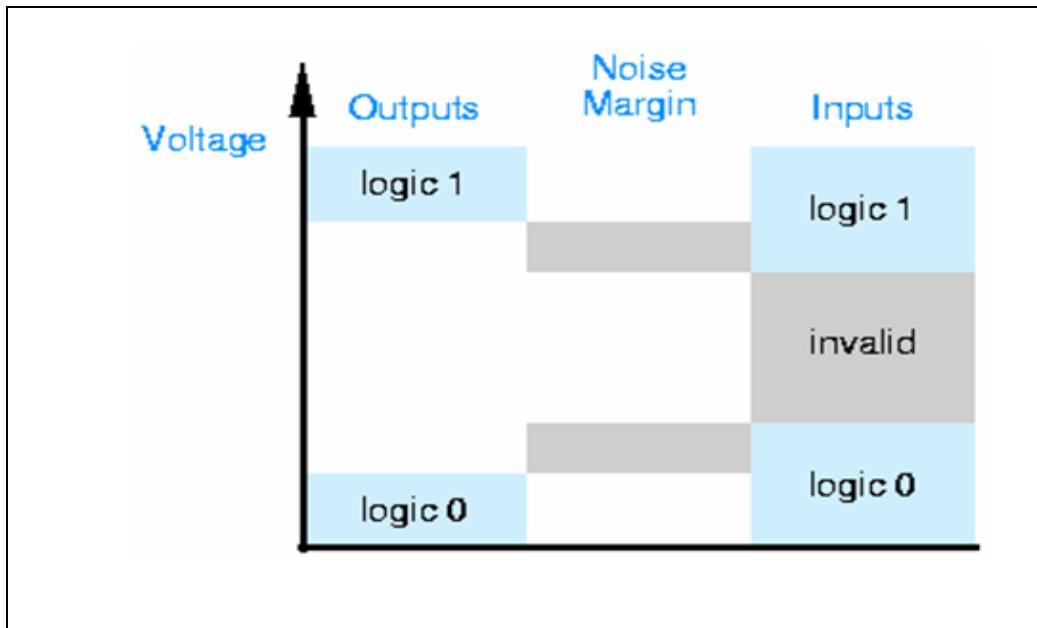 Voltage
Outputs
Noise
Margin
Inputs
logic 1
logic 1
invalid
logic 0
logic 0